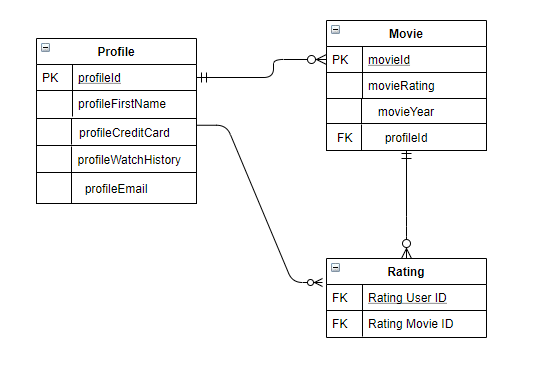 Profile
PK profileId
profileFirstName
profileCreditCard
profileWatchHistory
profileEmail
Movie
PK movieId
movieRating
movieYear
FK profileId
Rating
FK Rating User ID
FK Rating Movie ID